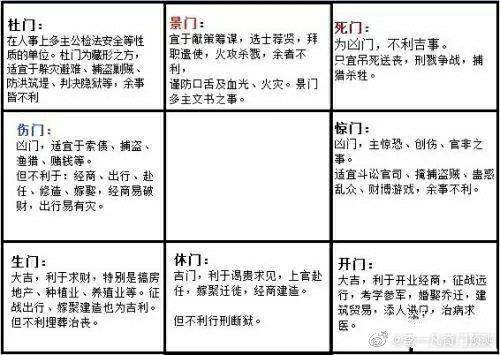 杜门：
在人事上多主公检法安全等性
质的单位。杜门为藏形之方，
适宜于躲灾避难、捕盗剿贼、
防洪筑堤、判决隐狱等，余事
皆不利
景门：
宜于献策筹谋，选士荐贤，拜
职遣使，火攻杀戮，余者不
利，
谨防口舌及血光、火灾。景门
多主文书之事。
死门：
为凶门，不利吉事。
只宜吊死送丧，刑戮争战，捕
猎杀牲。
伤门：
凶门，适宜于索债、捕盗、
渔猎、赌钱等。
但不利于：经商、出行、赴
任、修造、嫁娶，经商易破
财，出行易有灾。
惊门：
凶门，主惊恐、创伤、官非之
事。
适宜斗讼官司、掩捕盗贼、蛊惑
乱众、财博游戏，余事不利。
生门：
大吉，利于求财，特别是搞房
地产、种植业、养殖业等。征
战出行、嫁聚建造也为吉利。
但不利埋葬治丧。
休门：
吉门，利于谒贵求见，上官赴
任，嫁聚迁徙，经商建造。
但不利行刑断狱。
开门：
大吉，利于开业经商，征战远
行，考学参军，婚娶乔迁，建
筑贸易，添人进口，治病求
医。